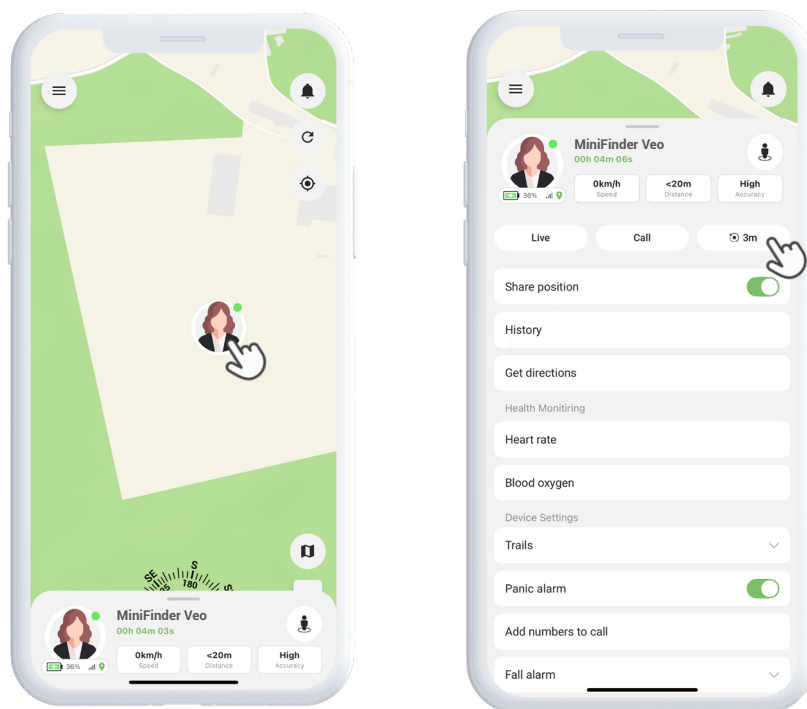 S
SE
180
MiniFinder Veo
00h 04m 03s
36%
0km/h
Speed
<20m
Distance
High
Accuracy
MiniFinder Veo
00h 04m 06s
36%
0km/h
Speed
<20m
Distance
High
Accuracy
Live
Call
3m
Share position
History
Get directions
Health Monitiring
Heart rate
Blood oxygen
Device Settings
Trails
Panic alarm
Add numbers to call
Fall alarm